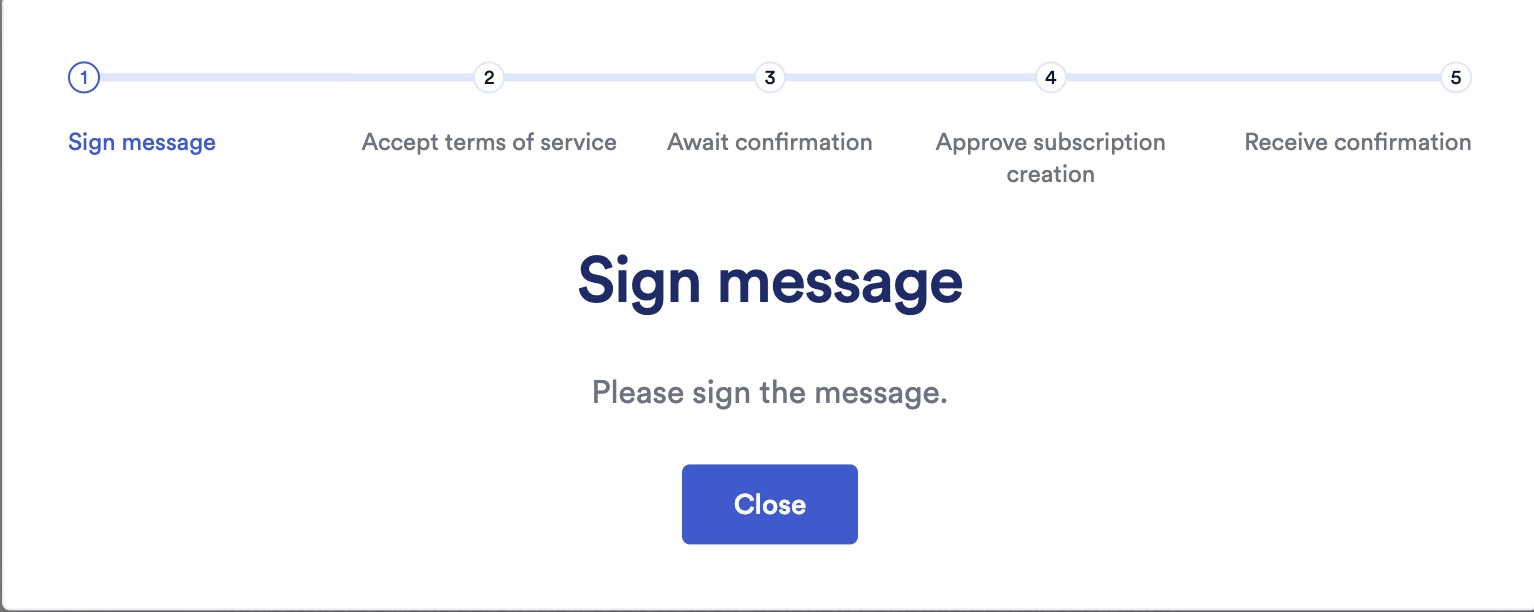 1 2 3 4 5
Sign message Accept terms of service Await confirmation Approve subscription Receive confirmation
creation
Sign message
Please sign the message.
Close